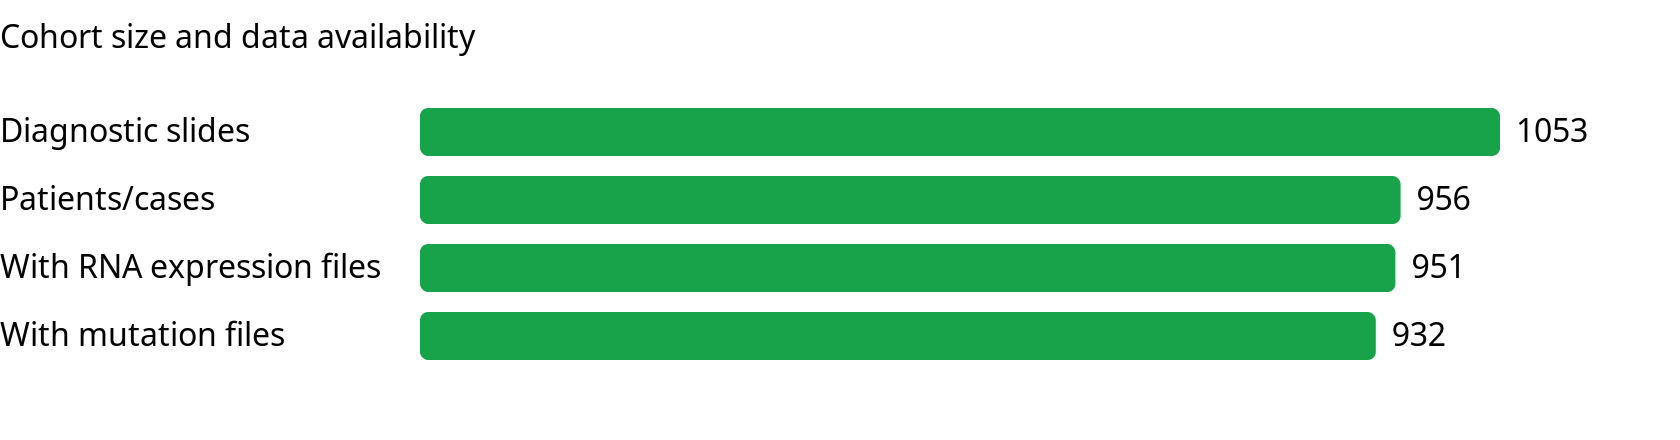 Cohort size and data availability
Diagnostic slides 1053
Patients/cases 956
With RNA expression files 951
With mutation files 932